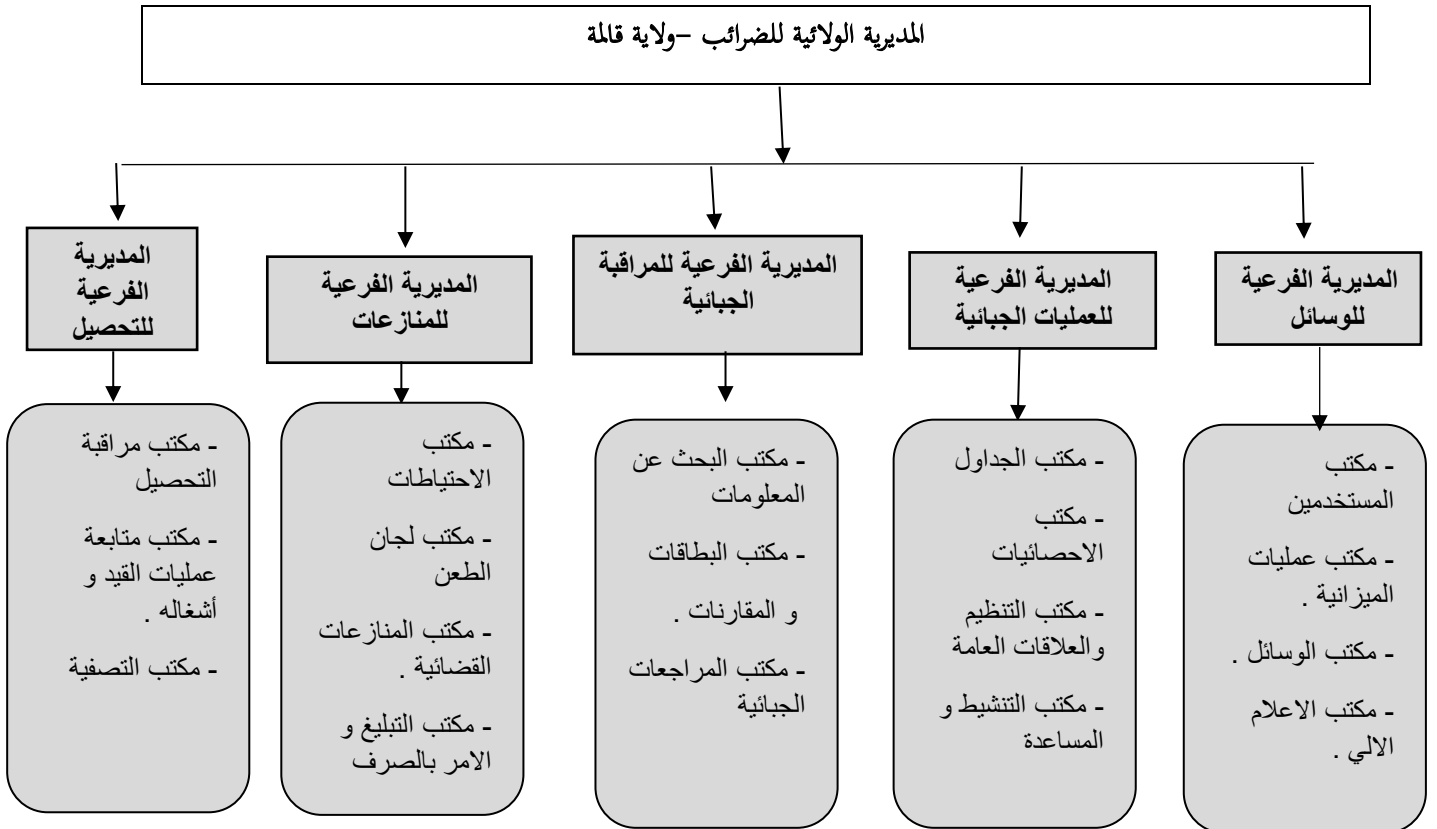 المديرية الولائية للضرائب –ولاية قالمة
المديرية الفرعية
للوسائل
المديرية الفرعية
للعمليات الجبائية
المديرية الفرعية للمراقبة
الجبائية
المديرية الفرعية
للمنازعات
المديرية
الفرعية
للتحصيل
- مكتب
المستخدمين
- مكتب عمليات
الميزانية .
- مكتب الوسائل .
- مكتب الاعلام
الالي .
- مكتب الجداول
- مكتب
الاحصائيات
- مكتب التنظيم
والعلاقات العامة
- مكتب التنشيط و
المساعدة
- مكتب البحث عن
المعلومات
- مكتب البطاقات
و المقارنات .
- مكتب المراجعات
الجبائية
- مكتب
الاحتياطات
- مكتب لجان
الطعن
- مكتب المنازعات
القضائية .
- مكتب التبليغ و
الامر بالصرف
- مكتب مراقبة
التحصيل
- مكتب متابعة
عمليات القيد و
أشغاله .
- مكتب التصفية